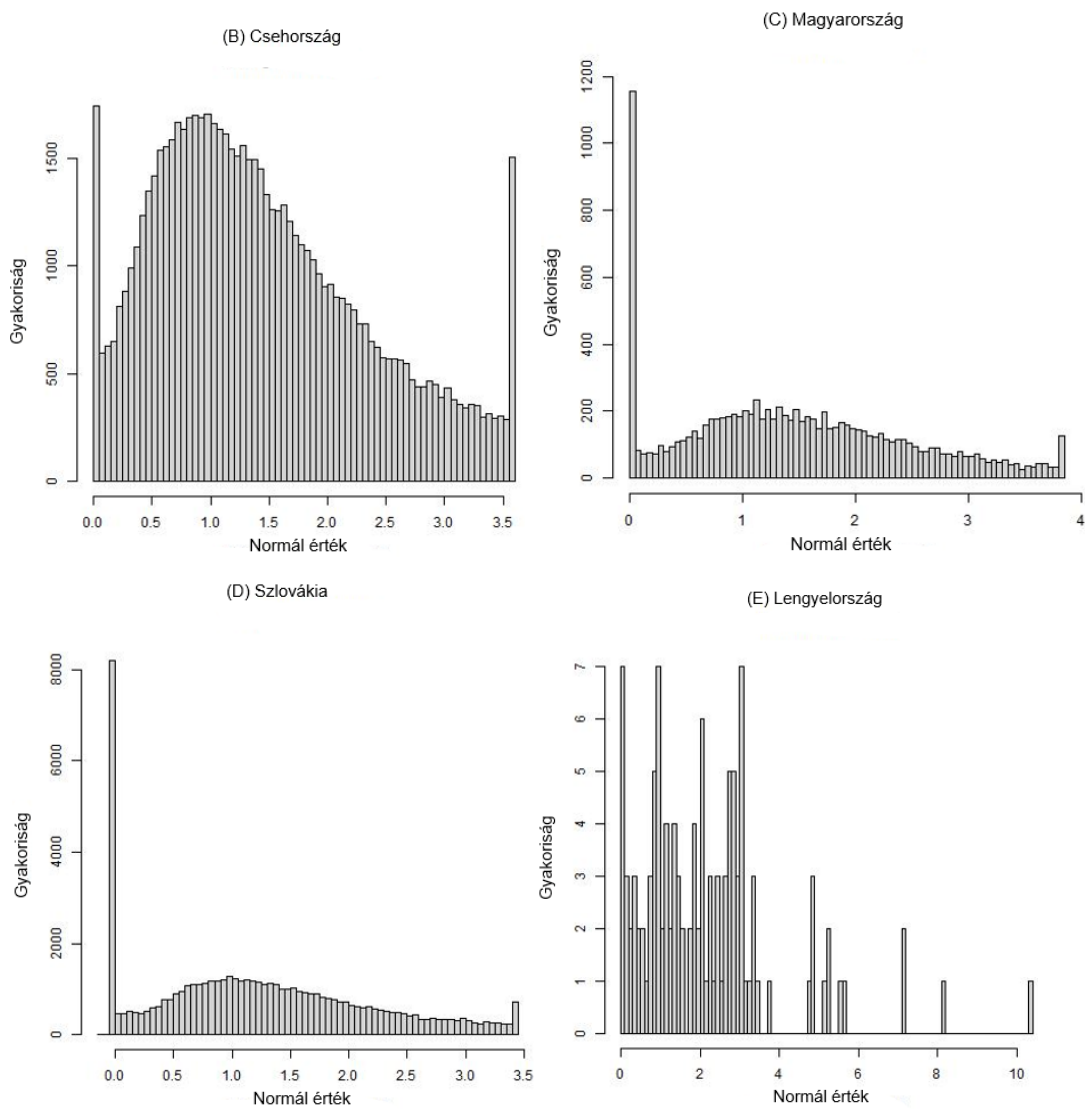 (B) Csehország
Gyakoriság
1500
1000
500
0
0.0 0.5 1.0 1.5 2.0 2.5 3.0 3.5
Normál érték
(C) Magyarország
Gyakoriság
1200
1000
800
600
400
200
0
0 1 2 3 4
Normál érték
(D) Szlovákia
Gyakoriság
8000
6000
4000
2000
0
0.0 0.5 1.0 1.5 2.0 2.5 3.0 3.5
Normál érték
(E) Lengyelország
Gyakoriság
7
6
5
4
3
2
1
0
0 2 4 6 8 10
Normál érték